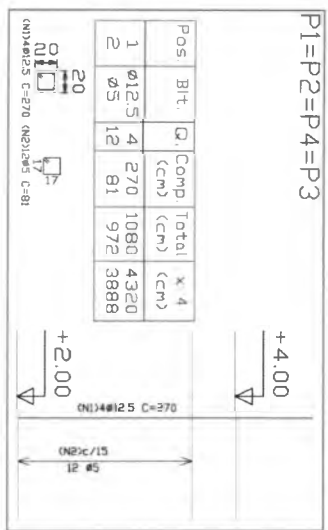 P1=P2=P4=P3
Pos. Bit. Q. Comp. Total x 4
(cm) (cm) (cm)
1 Ø12.5 4 270 1080 4320
2 Ø5 12 81 972 3888
20
20
17
17
(N1)4Ø12.5 C=270 (N2)12Ø5 C=81
+4.00
+2.00
(N1)4Ø12.5 C=270
(N2)c/15
12 Ø5